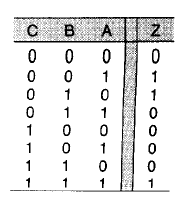 C B A Z
0 0 0 0
0 0 1 1
0 1 0 1
0 1 1 0
1 0 0 0
1 0 1 0
1 1 0 0
1 1 1 1